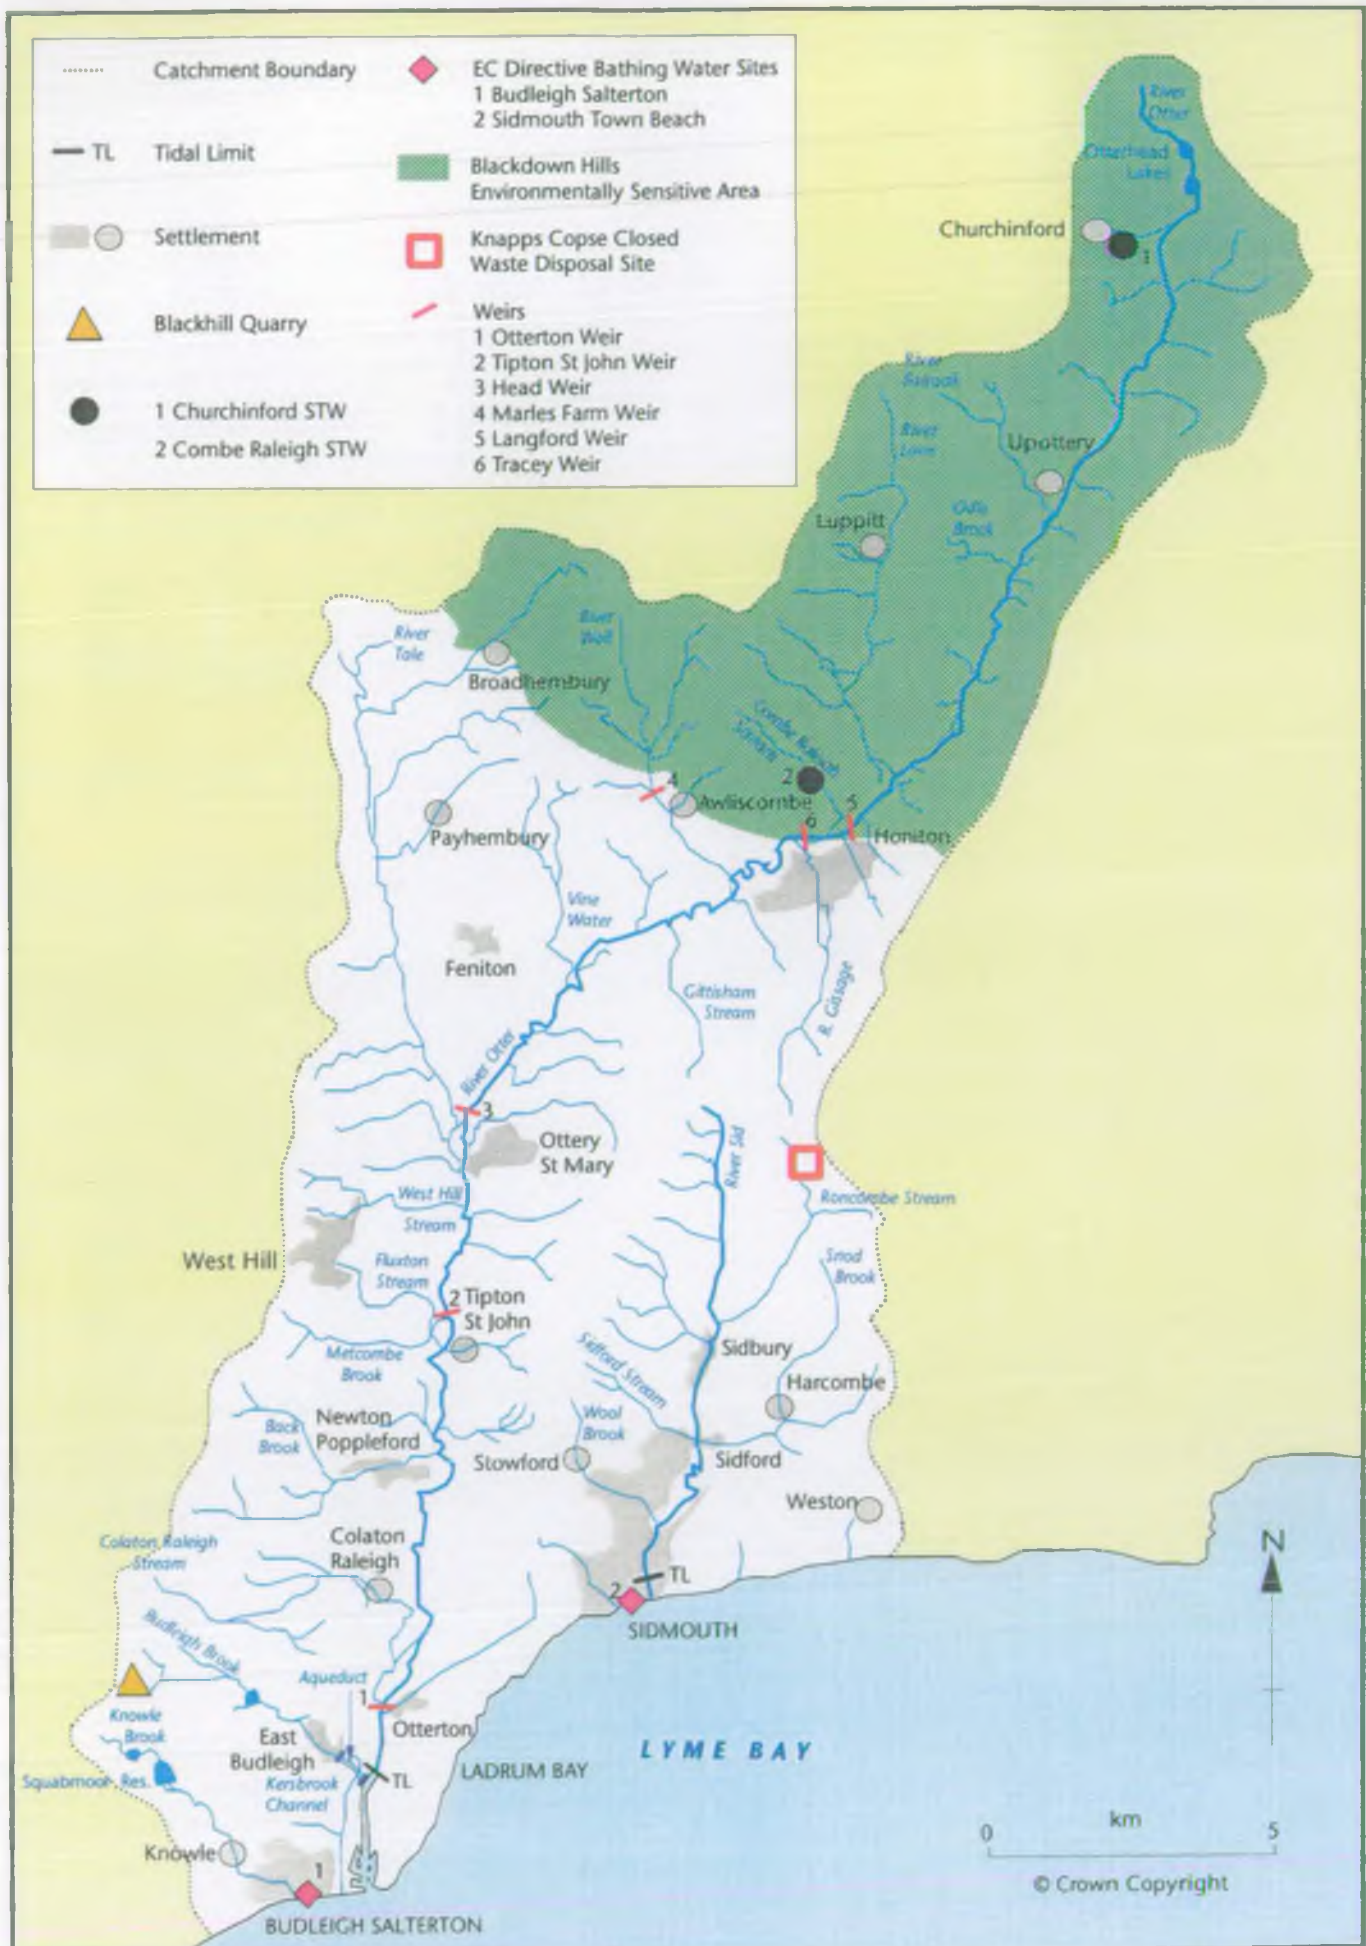 Catchment Boundary
TL Tidal Limit
Settlement
Blackhill Quarry
1 Churchinford STW
2 Combe Raleigh STW
EC Directive Bathing Water Sites
1 Budleigh Salterton
2 Sidmouth Town Beach
Blackdown Hills
Environmentally Sensitive Area
Knapps Copse Closed
Waste Disposal Site
Weirs
1 Otterton Weir
2 Tipton St John Weir
3 Head Weir
4 Marles Farm Weir
5 Langford Weir
6 Tracey Weir
River
Otter
Otterhead
Lakes
Churchinford
1
River
River
Upottery
Luppitt
Brook
River
Tale
River
Broadhembury
Combe Raleigh
Stream
2
4
Awliscombe
5
6
Honiton
Payhembury
Vine
Water
Feniton
Gittisham
Stream
R. Gissage
River Otter
3
Ottery
St Mary
River Sid
Roncombe Stream
West Hill
Stream
West Hill
Fluxton
Stream
Snod
Brook
2 Tipton
St John
Metcombe
Brook
Sidbury
Sidford Stream
Harcombe
Newton
Poppleford
Back
Brook
Wool
Brook
Stowford
Sidford
Weston
Colaton Raleigh
Stream
Colaton
Raleigh
TL
2
SIDMOUTH
N
Budleigh Brook
Aqueduct
1
Otterton
Knowle
Brook
East
Budleigh
LYME BAY
LADRUM BAY
TL
Squabmoor Res.
Kersbrook
Channel
km
0 5
Knowle
1
© Crown Copyright
BUDLEIGH SALTERTON